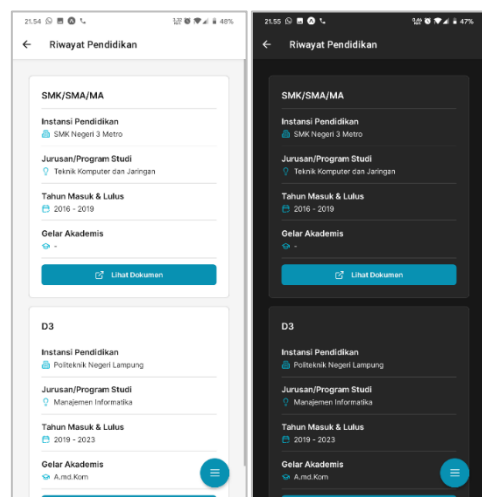 21.54
48%
Riwayat Pendidikan
SMK/SMA/MA
Instansi Pendidikan
SMK Negeri 3 Metro
Jurusan/Program Studi
Teknik Komputer dan Jaringan
Tahun Masuk & Lulus
2016 - 2019
Gelar Akademis
-
Lihat Dokumen
D3
Instansi Pendidikan
Politeknik Negeri Lampung
Jurusan/Program Studi
Manajemen Informatika
Tahun Masuk & Lulus
2019 - 2023
Gelar Akademis
A.md.Kom
21.55
47%
Riwayat Pendidikan
SMK/SMA/MA
Instansi Pendidikan
SMK Negeri 3 Metro
Jurusan/Program Studi
Teknik Komputer dan Jaringan
Tahun Masuk & Lulus
2016 - 2019
Gelar Akademis
-
Lihat Dokumen
D3
Instansi Pendidikan
Politeknik Negeri Lampung
Jurusan/Program Studi
Manajemen Informatika
Tahun Masuk & Lulus
2019 - 2023
Gelar Akademis
A.md.Kom